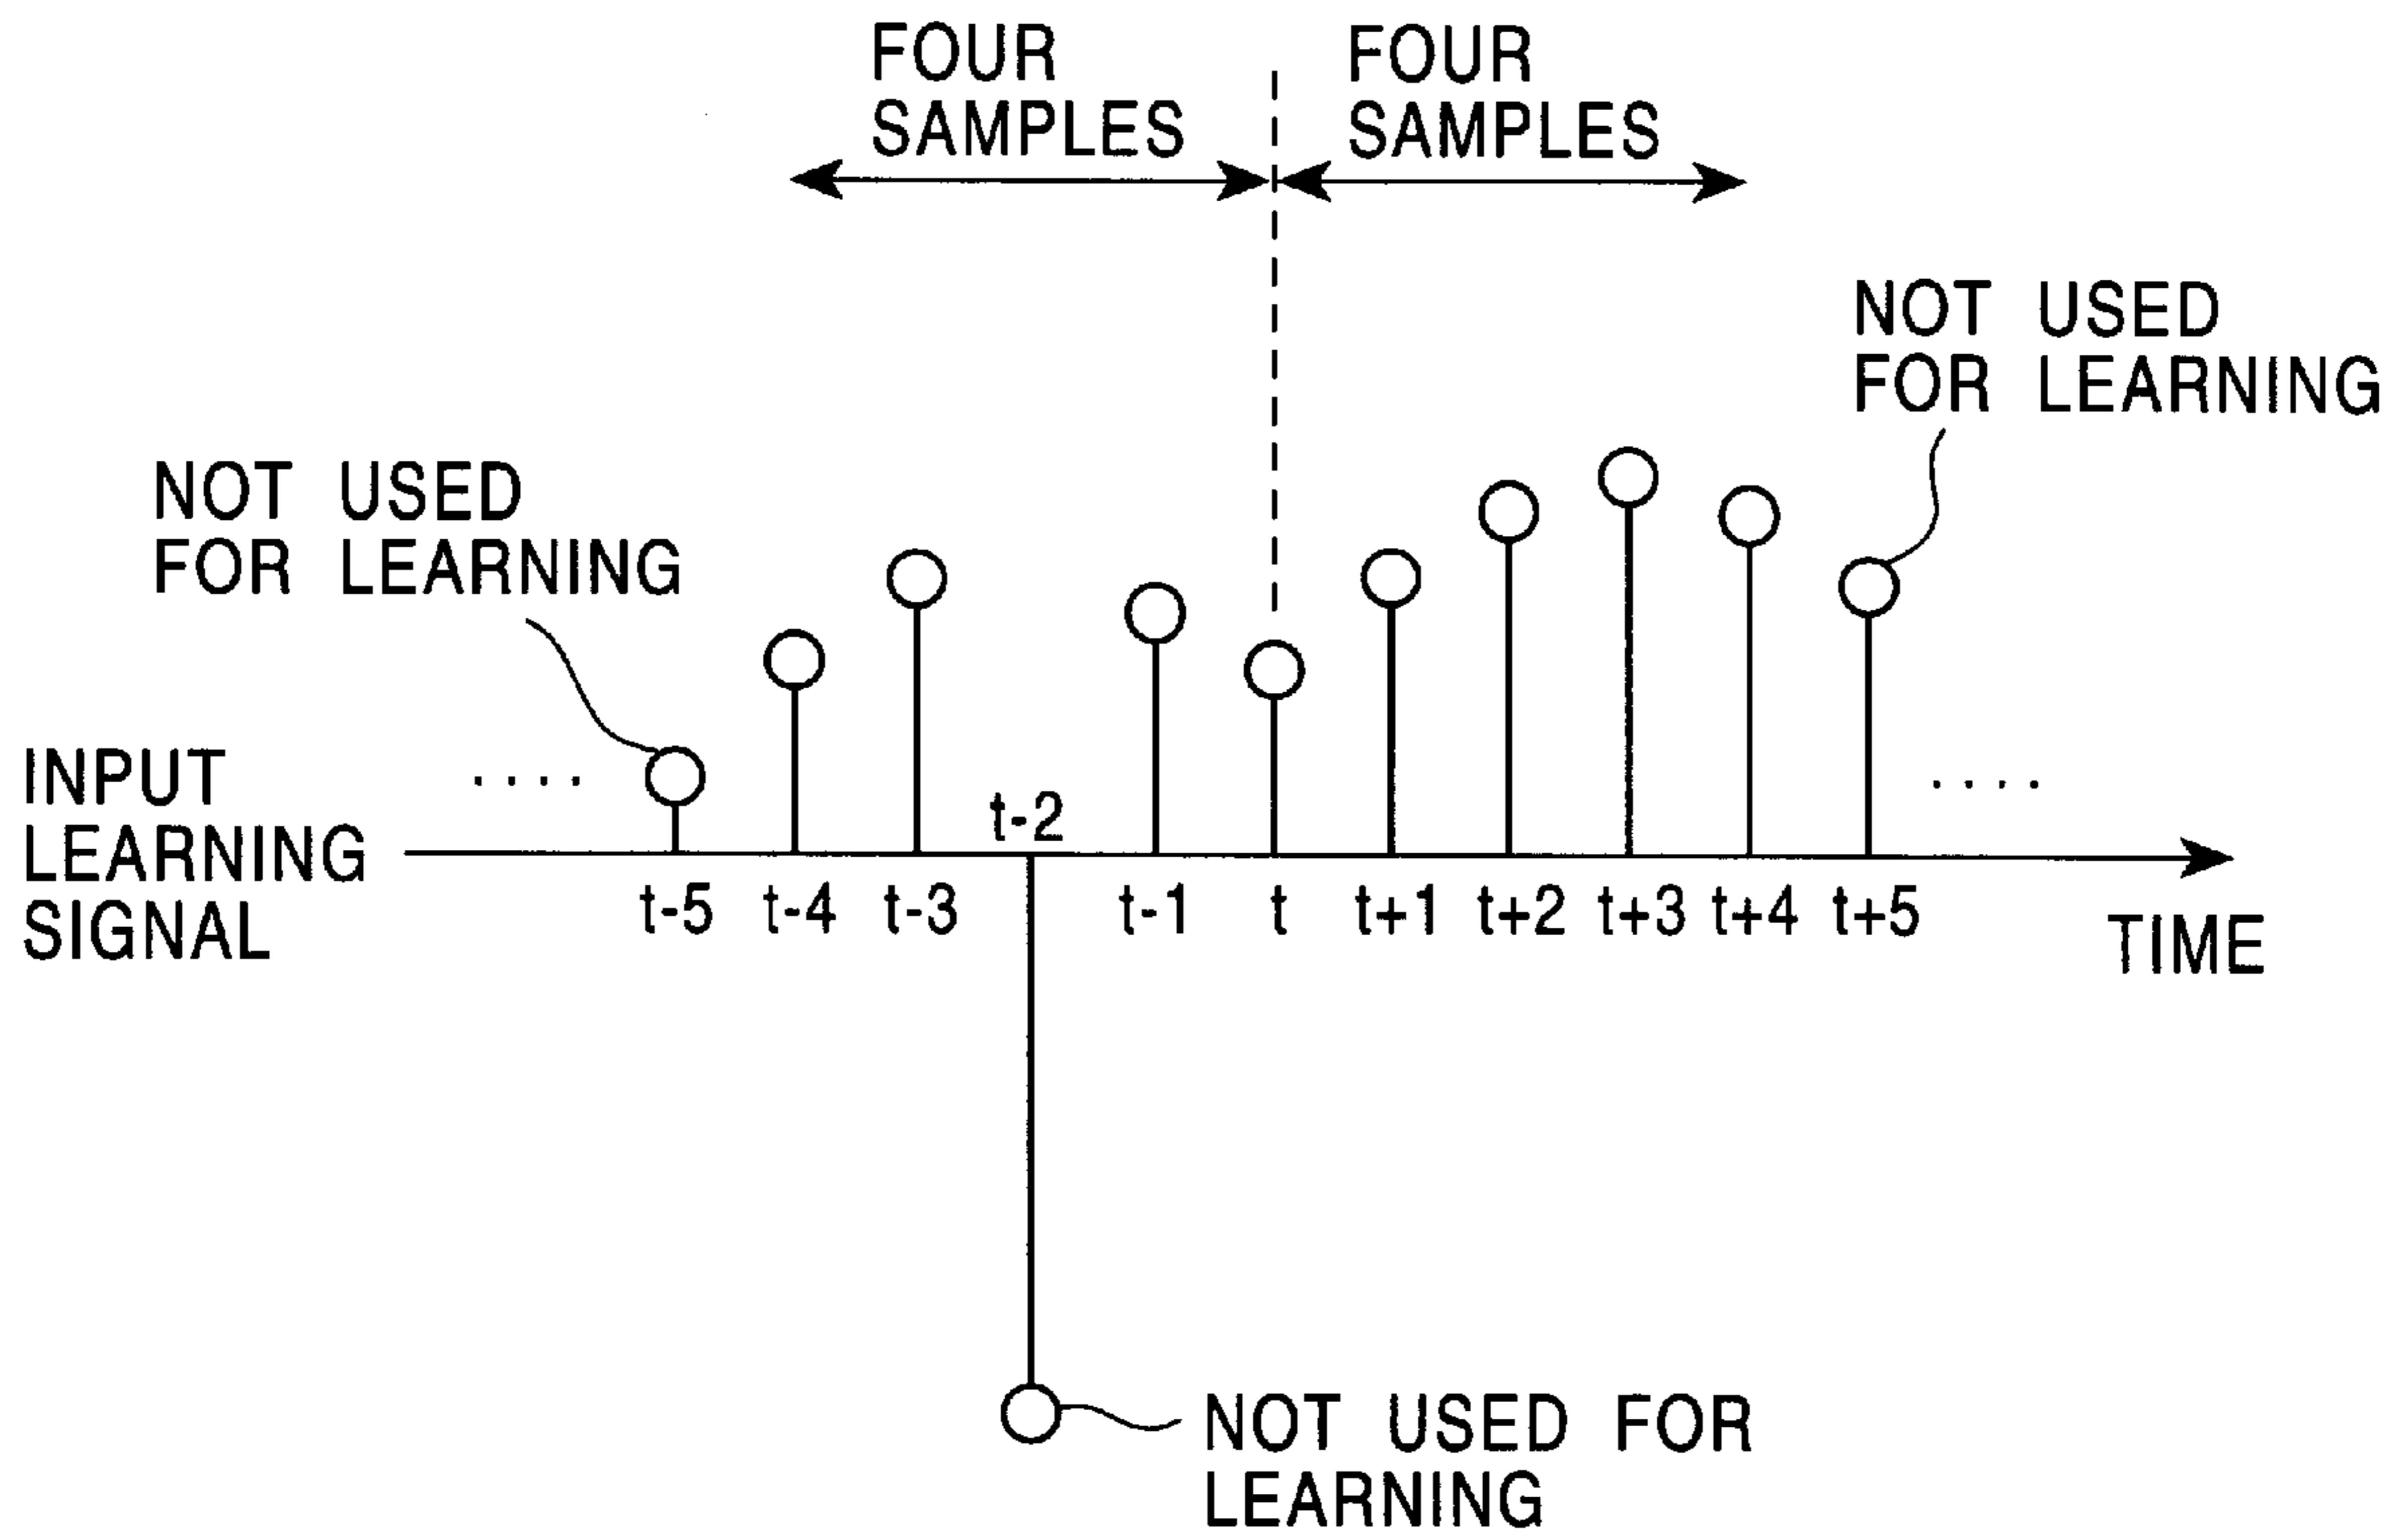 FOUR
SAMPLES
FOUR
SAMPLES
NOT USED
FOR LEARNING
NOT USED
FOR LEARNING
INPUT
LEARNING
SIGNAL
....
....
t-2
t-5 t-4 t-3 t-1 t t+1 t+2 t+3 t+4 t+5
TIME
NOT USED FOR
LEARNING